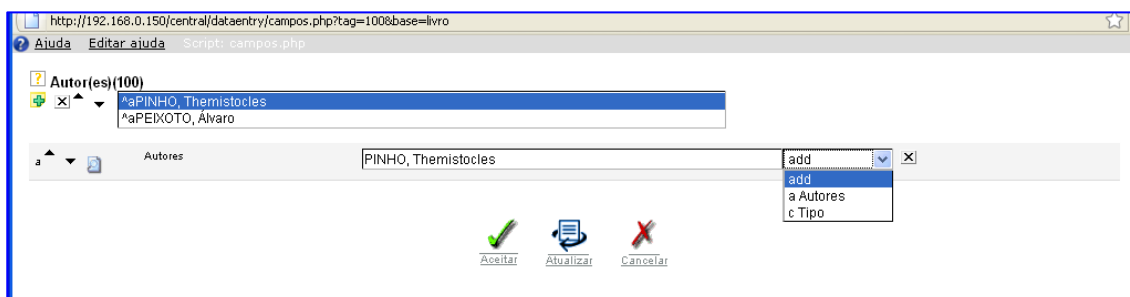 http://192.168.0.150/central/dataentry/campos.php?tag=100&base=livro
Ajuda Editar ajuda Script: campos.php
Autor(es)(100)
^aPINHO, Themistocles
^aPEIXOTO, Álvaro
a Autores PINHO, Themistocles add
add
a Autores
c Tipo
Aceitar Atualizar Cancelar